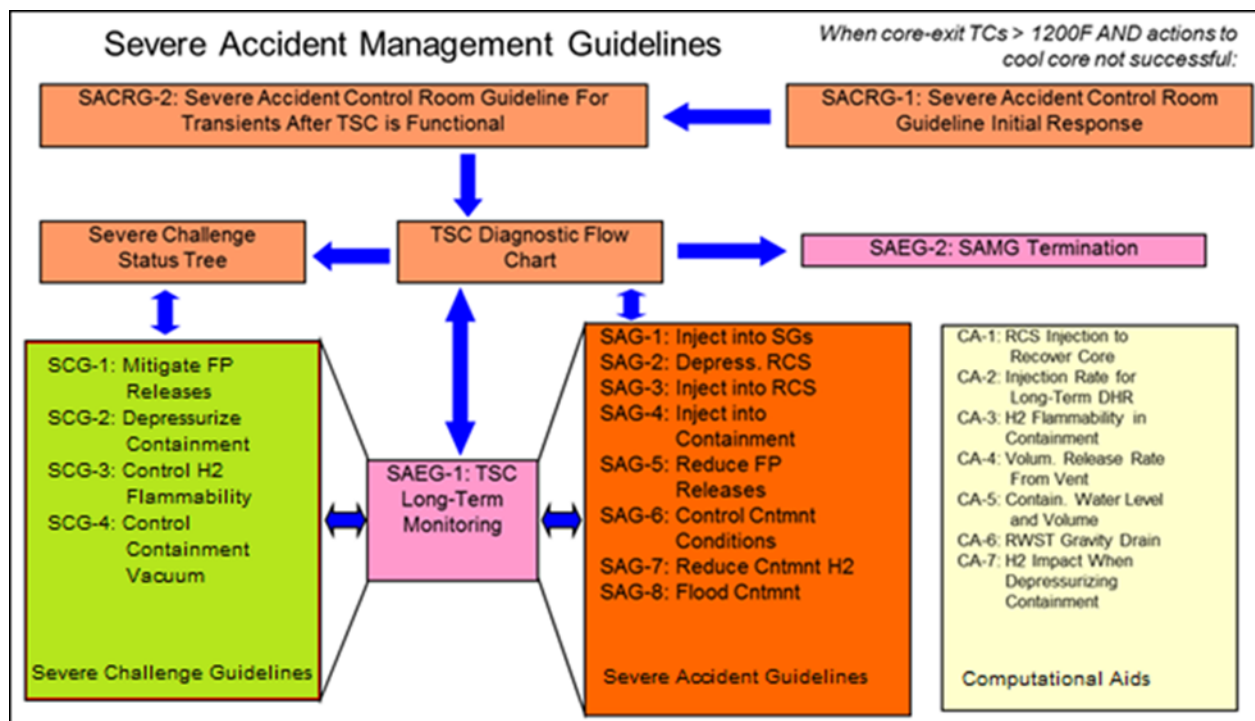 Severe Accident Management Guidelines
When core-exit TCs > 1200F AND actions to
cool core not successful:
SACRG-2: Severe Accident Control Room Guideline For
Transients After TSC is Functional
SACRG-1: Severe Accident Control Room
Guideline Initial Response
Severe Challenge
Status Tree
TSC Diagnostic Flow
Chart
SAEG-2: SAMG Termination
SCG-1: Mitigate FP
Releases
SCG-2: Depressurize
Containment
SCG-3: Control H2
Flammability
SCG-4: Control
Containment
Vacuum
Severe Challenge Guidelines
SAEG-1: TSC
Long-Term
Monitoring
SAG-1: Inject into SGs
SAG-2: Depress. RCS
SAG-3: Inject into RCS
SAG-4: Inject into
Containment
SAG-5: Reduce FP
Releases
SAG-6: Control Cntmnt
Conditions
SAG-7: Reduce Cntmnt H2
SAG-8: Flood Cntmnt
Severe Accident Guidelines
CA-1: RCS Injection to
Recover Core
CA-2: Injection Rate for
Long-Term DHR
CA-3: H2 Flammability in
Containment
CA-4: Volum. Release Rate
From Vent
CA-5: Contain. Water Level
and Volume
CA-6: RWST Gravity Drain
CA-7: H2 Impact When
Depressurizing
Containment
Computational Aids